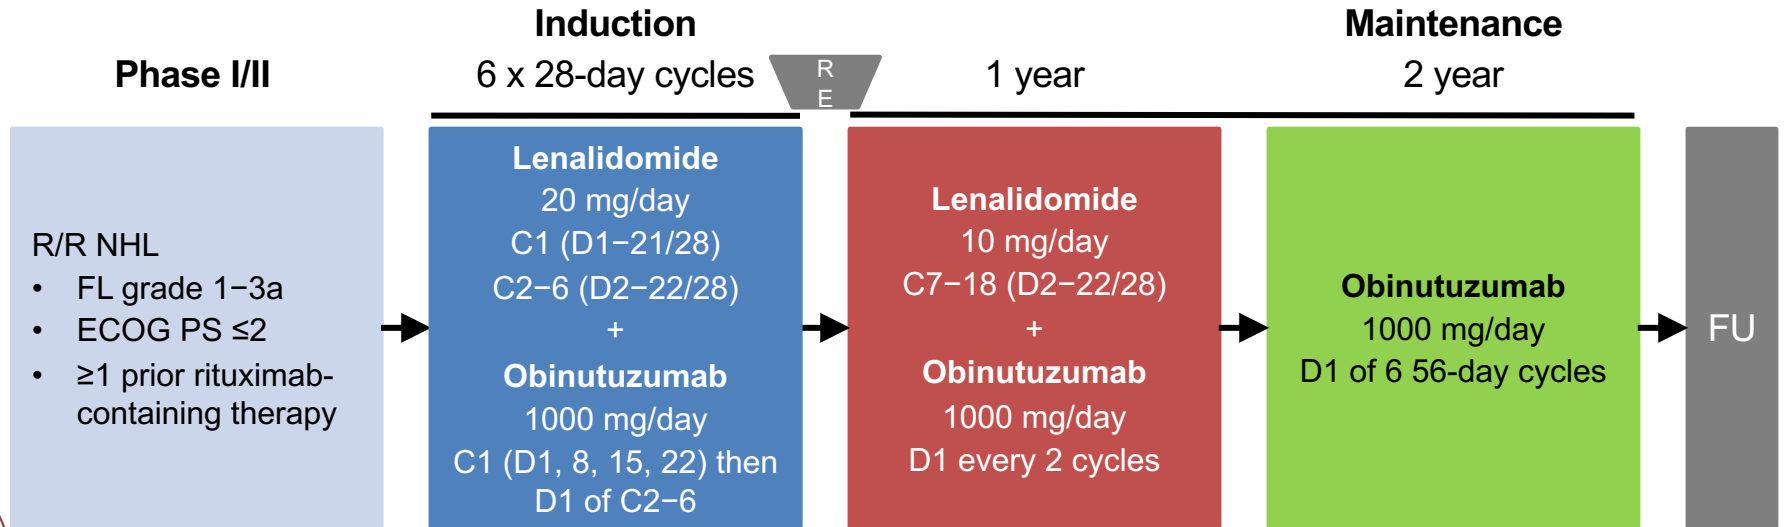 Phase I/II
Induction
6 x 28-day cycles
R
E
Maintenance
1 year
2 year
R/R NHL
• FL grade 1−3a
• ECOG PS ≤2
• ≥1 prior rituximab-
containing therapy
Lenalidomide
20 mg/day
C1 (D1−21/28)
C2−6 (D2−22/28)
+
Obinutuzumab
1000 mg/day
C1 (D1, 8, 15, 22) then
D1 of C2−6
Lenalidomide
10 mg/day
C7−18 (D2−22/28)
+
Obinutuzumab
1000 mg/day
D1 every 2 cycles
Obinutuzumab
1000 mg/day
D1 of 6 56-day cycles
FU